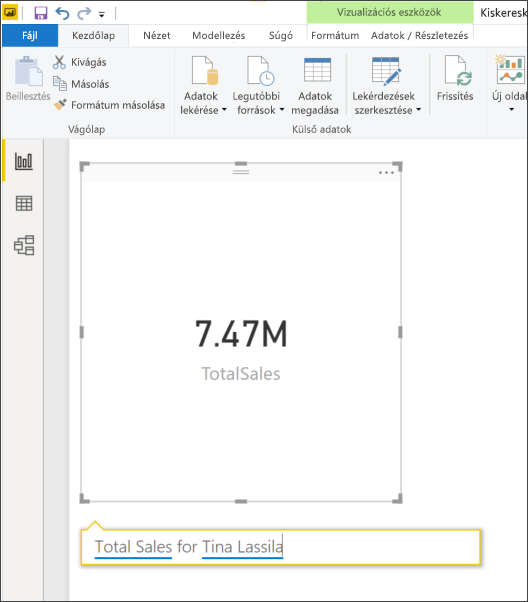 Vizualizációs eszközök
Kiskeresk
Fájl Kezdőlap Nézet Modellezés Súgó Formátum Adatok / Részletezés
Beillesztés
Kivágás
Másolás
Formátum másolása
Vágólap
Adatok lekérése
Legutóbbi források
Adatok megadása
Lekérdezések szerkesztése
Külső adatok
Frissítés
Új oldal
7.47M
TotalSales
Total Sales for Tina Lassila